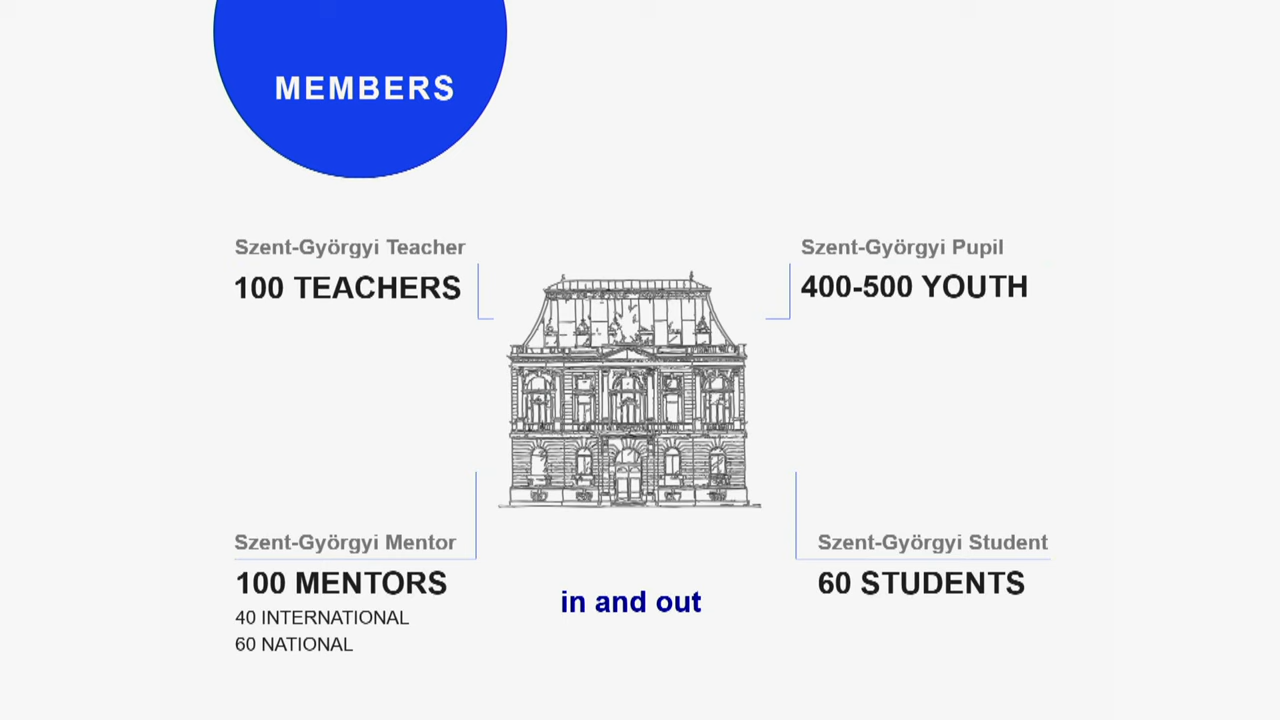 MEMBERS
Szent-Györgyi Teacher
100 TEACHERS
Szent-Györgyi Pupil
400-500 YOUTH
Szent-Györgyi Mentor
100 MENTORS
40 INTERNATIONAL
60 NATIONAL
in and out
Szent-Györgyi Student
60 STUDENTS